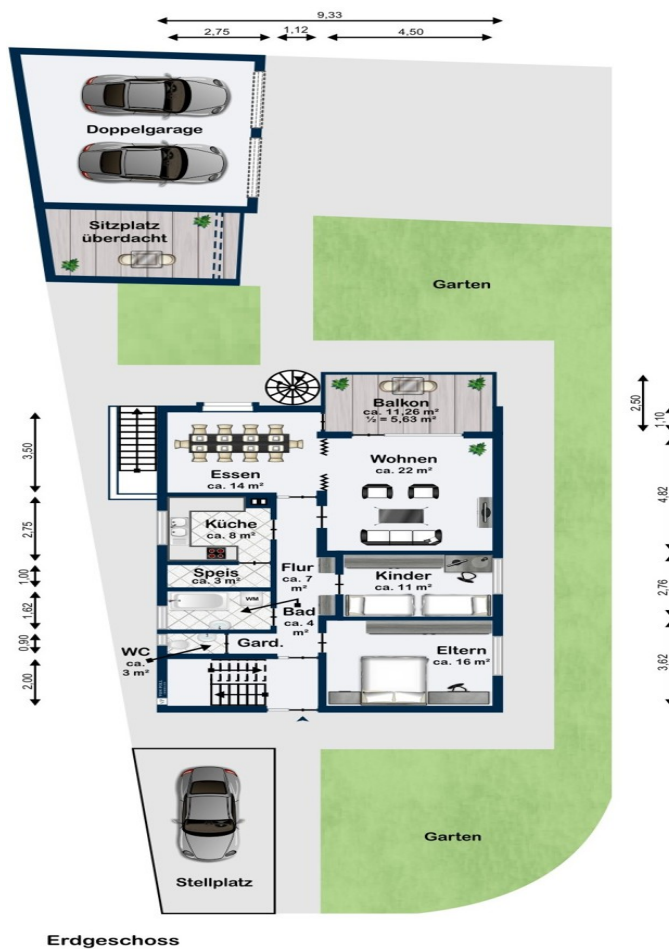 9,33
2,75
1,12
4,50
Doppelgarage
Sitzplatz
überdacht
Garten
Balkon
ca. 11,26 m²
½ = 5,63 m²
2,50
1,10
3,50
Essen
ca. 14 m²
Wohnen
ca. 22 m²
4,82
2,75
Küche
ca. 8 m²
Flur
ca. 7
m²
Kinder
ca. 11 m²
2,76
1,00
Speis
ca. 3 m²
1,62
WM
Bad
ca. 4
m²
0,90
WC
ca.
3 m²
Gard.
Eltern
ca. 16 m²
3,62
2,00
Garten
Stellplatz
Erdgeschoss